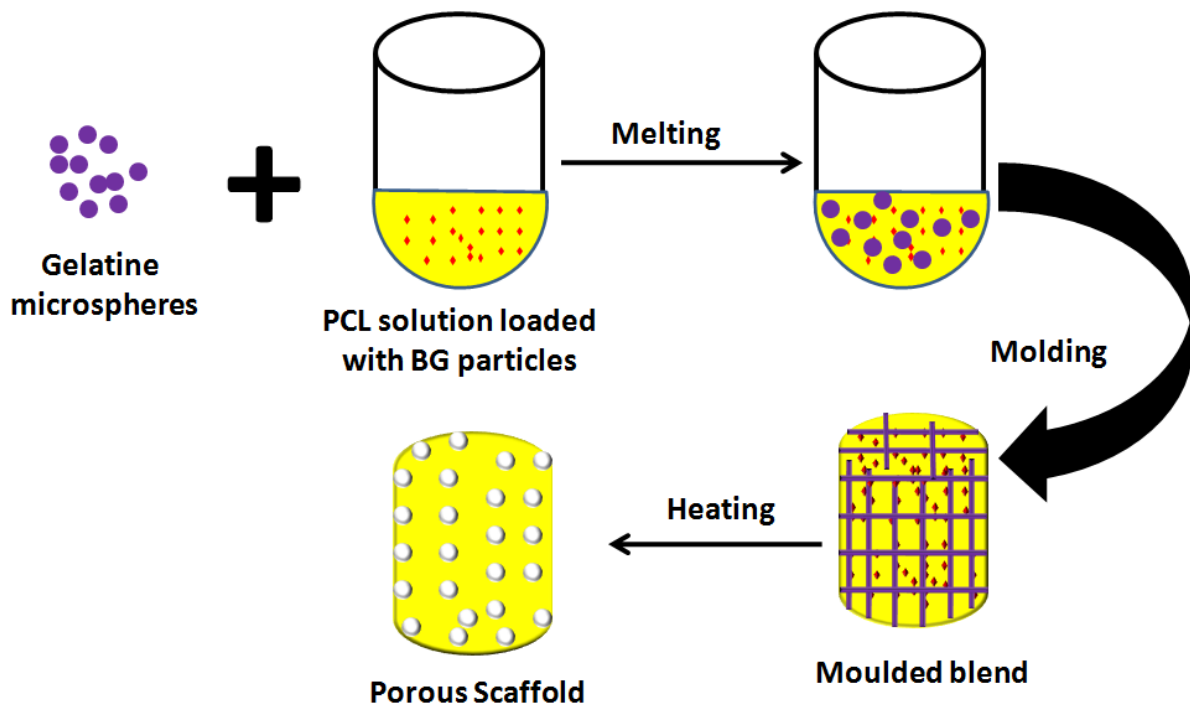 Gelatine
microspheres
PCL solution loaded
with BG particles
Melting
Molding
Moulded blend
Heating
Porous Scaffold